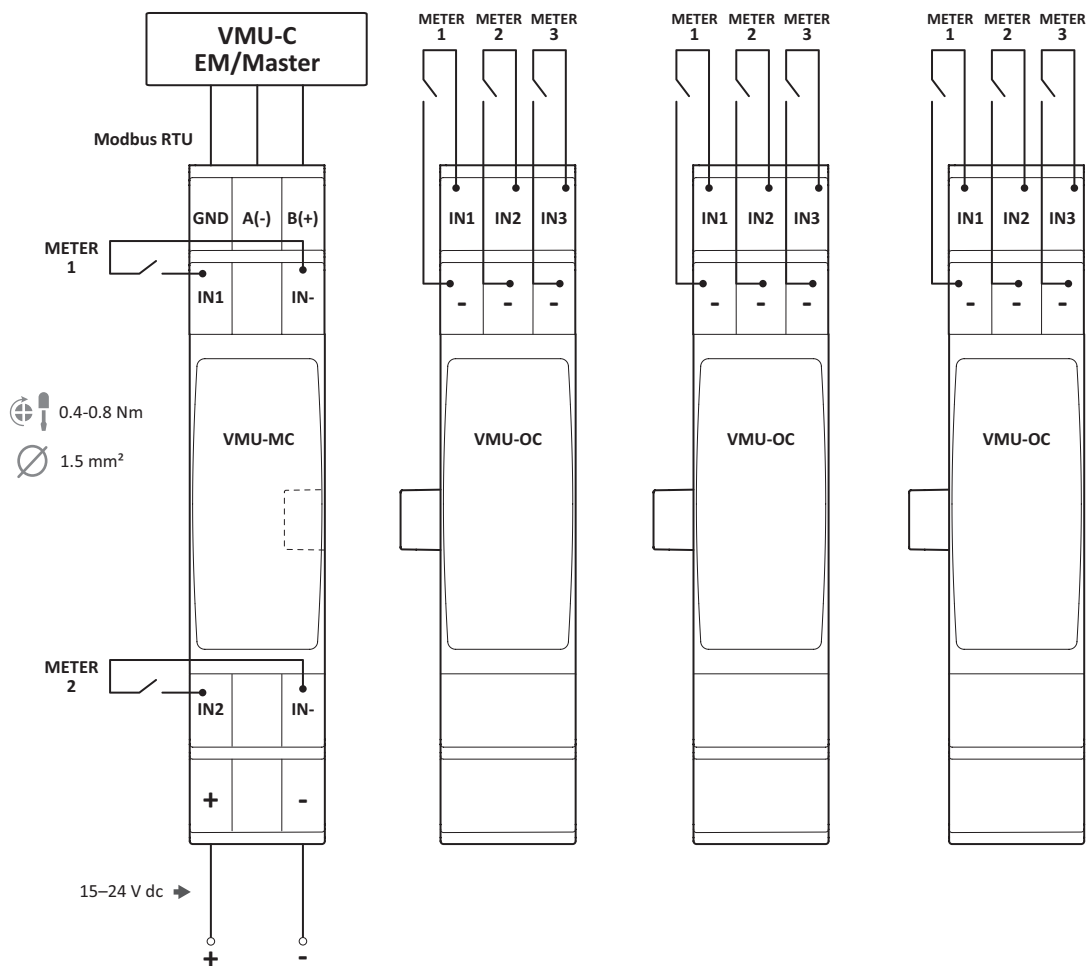 VMU-C
EM/Master
Modbus RTU
GND A(-) B(+)
METER
1
IN1 IN-
0.4-0.8 Nm
1.5 mm²
VMU-MC
METER
2
IN2 IN-
+ -
15–24 V dc
+ -
METER METER METER
1 2 3
IN1 IN2 IN3
- - -
VMU-OC
METER METER METER
1 2 3
IN1 IN2 IN3
- - -
VMU-OC
METER METER METER
1 2 3
IN1 IN2 IN3
- - -
VMU-OC